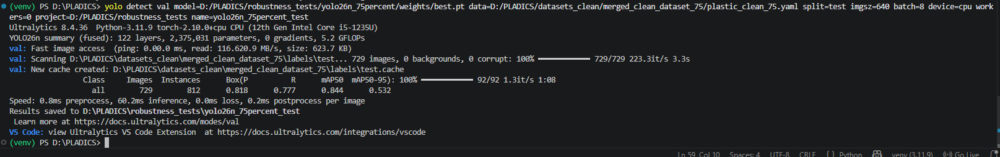 (venv) PS D:\PLADICS> yolo detect val model=D:/PLADICS/robustness_tests/yolo26n_75percent/weights/best.pt data=D:/PLADICS/datasets_clean/merged_clean_dataset_75/plastic_clean_75.yaml split=test imgsz=640 batch=8 device=cpu work
ers=0 project=D:/PLADICS/robustness_tests name=yolo26n_75percent_test
Ultralytics 8.4.36  Python-3.11.9 torch-2.10.0+cpu CPU (12th Gen Intel Core i5-1235U)
YOLO26n summary (fused): 122 layers, 2,375,031 parameters, 0 gradients, 5.2 GFLOPs
val: Fast image access  (ping: 0.00.0 ms, read: 116.620.9 MB/s, size: 623.7 KB)
val: Scanning D:\PLADICS\datasets_clean\merged_clean_dataset_75\labels\test... 729 images, 0 backgrounds, 0 corrupt: 100% ━━━━━━━━━━━━ 729/729 223.3it/s 3.3s
val: New cache created: D:\PLADICS\datasets_clean\merged_clean_dataset_75\labels\test.cache
Class     Images  Instances      Box(P          R      mAP50  mAP50-95): 100% ━━━━━━━━━━━━ 92/92 1.3it/s 1:08
all        729        812      0.818      0.777      0.844      0.532
Speed: 0.8ms preprocess, 60.2ms inference, 0.0ms loss, 0.2ms postprocess per image
Results saved to D:\PLADICS\robustness_tests\yolo26n_75percent_test
Learn more at https://docs.ultralytics.com/modes/val
VS Code: view Ultralytics VS Code Extension  at https://docs.ultralytics.com/integrations/vscode
(venv) PS D:\PLADICS>
Ln 59, Col 10  Spaces: 4  UTF-8  CRLF  { } Python  venv (3.11.9)  Go Live